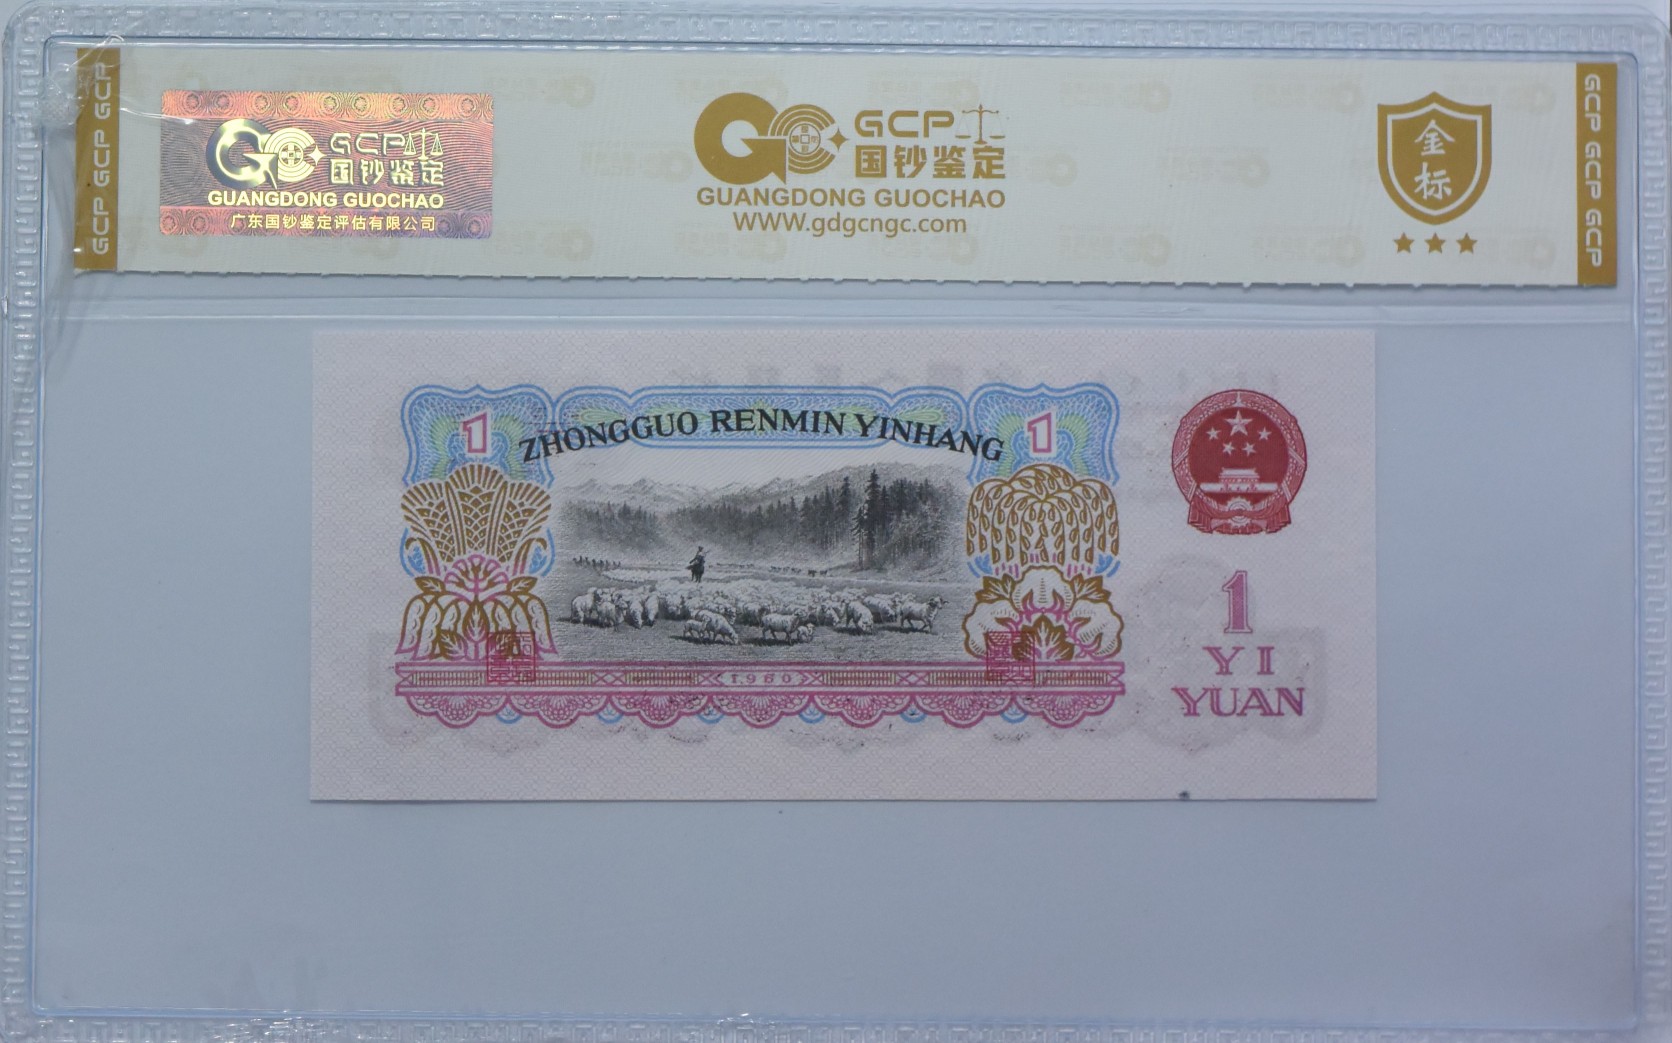 GCP GCP GCP
GCP
国钞鉴定
GUANGDONG GUOCHAO
广东国钞鉴定评估有限公司
GCP
国钞鉴定
GUANGDONG GUOCHAO
WWW.gdgcngc.com
金标
GCP GCP GCP
1
ZHONGGUO RENMIN YINHANG
1
1
YI
YUAN
1960